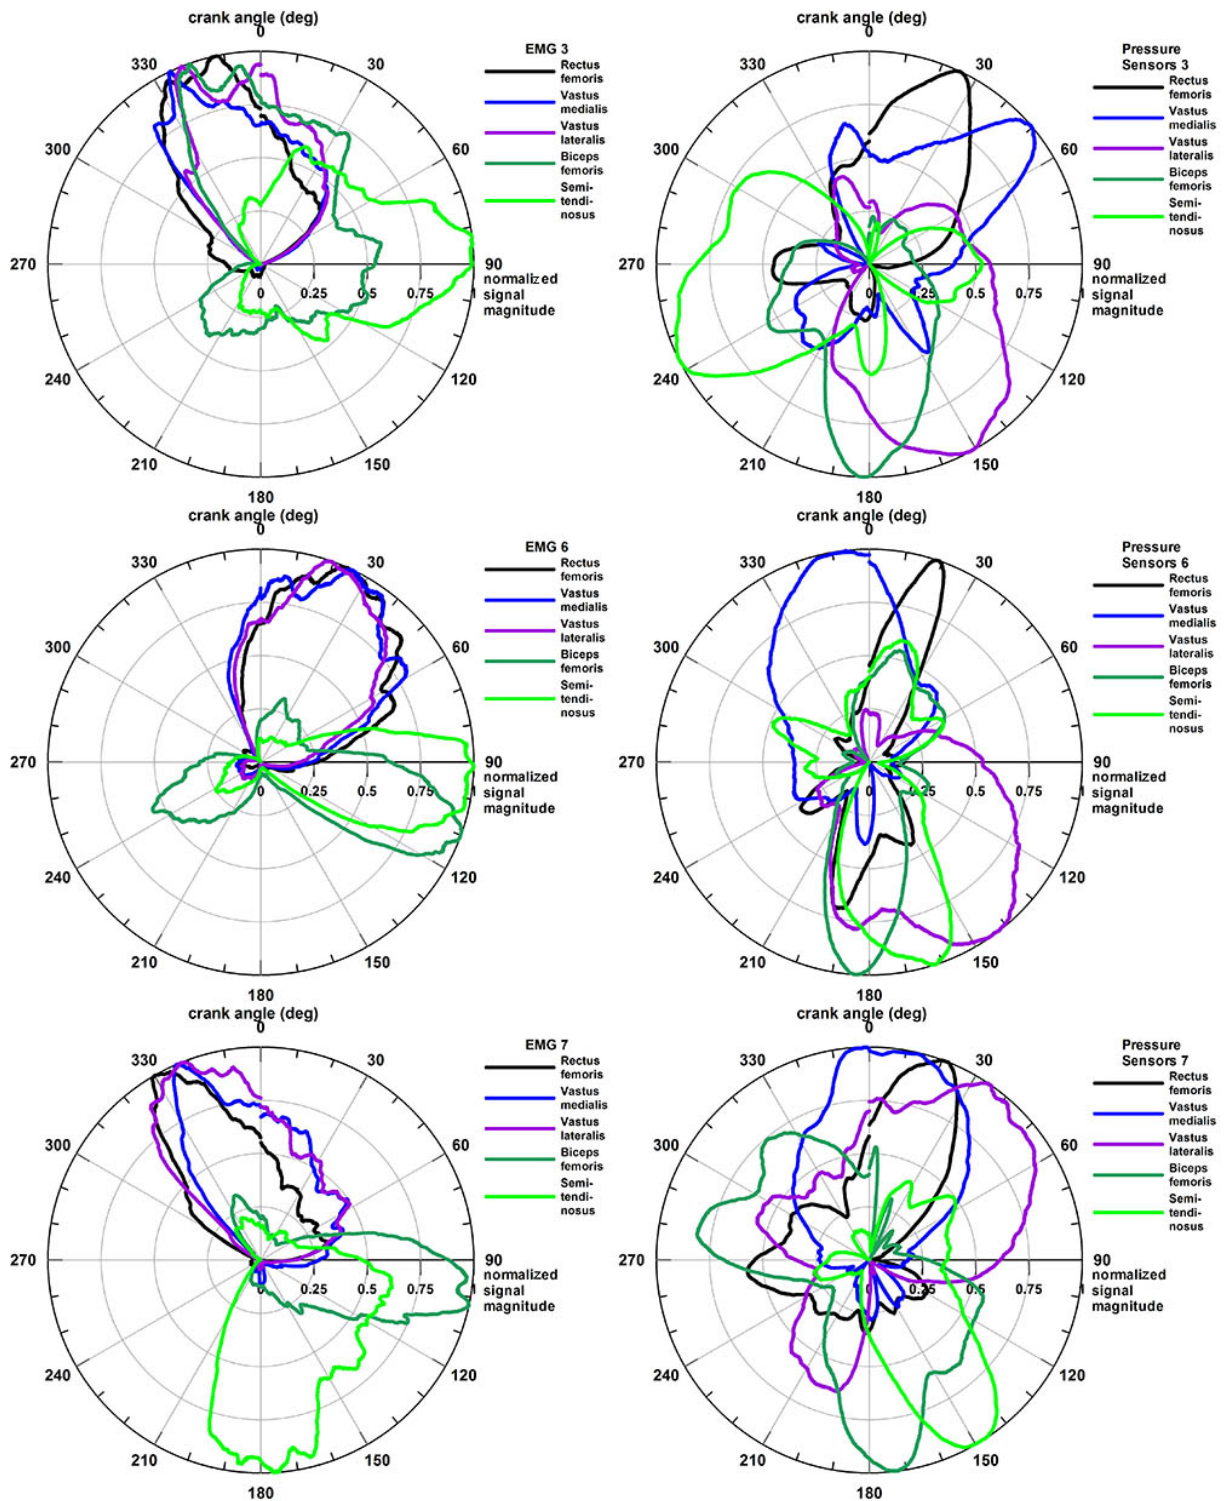 crank angle (deg)
0
330
30
300
60
270
90
240
120
210
150
180
0
0.25
0.5
0.75
1
normalized
signal
magnitude
EMG 3
Rectus
femoris
Vastus
medialis
Vastus
lateralis
Biceps
femoris
Semi-
tendi-
nosus
crank angle (deg)
0
330
30
300
60
270
90
240
120
210
150
180
0
0.25
0.5
0.75
1
normalized
signal
magnitude
Pressure
Sensors 3
Rectus
femoris
Vastus
medialis
Vastus
lateralis
Biceps
femoris
Semi-
tendi-
nosus
crank angle (deg)
0
330
30
300
60
270
90
240
120
210
150
180
0
0.25
0.5
0.75
1
normalized
signal
magnitude
EMG 6
Rectus
femoris
Vastus
medialis
Vastus
lateralis
Biceps
femoris
Semi-
tendi-
nosus
crank angle (deg)
0
330
30
300
60
270
90
240
120
210
150
180
0
0.25
0.5
0.75
1
normalized
signal
magnitude
Pressure
Sensors 6
Rectus
femoris
Vastus
medialis
Vastus
lateralis
Biceps
femoris
Semi-
tendi-
nosus
crank angle (deg)
0
330
30
300
60
270
90
240
120
210
150
180
0
0.25
0.5
0.75
1
normalized
signal
magnitude
EMG 7
Rectus
femoris
Vastus
medialis
Vastus
lateralis
Biceps
femoris
Semi-
tendi-
nosus
crank angle (deg)
0
330
30
300
60
270
90
240
120
210
150
180
0
0.25
0.5
0.75
1
normalized
signal
magnitude
Pressure
Sensors 7
Rectus
femoris
Vastus
medialis
Vastus
lateralis
Biceps
femoris
Semi-
tendi-
nosus